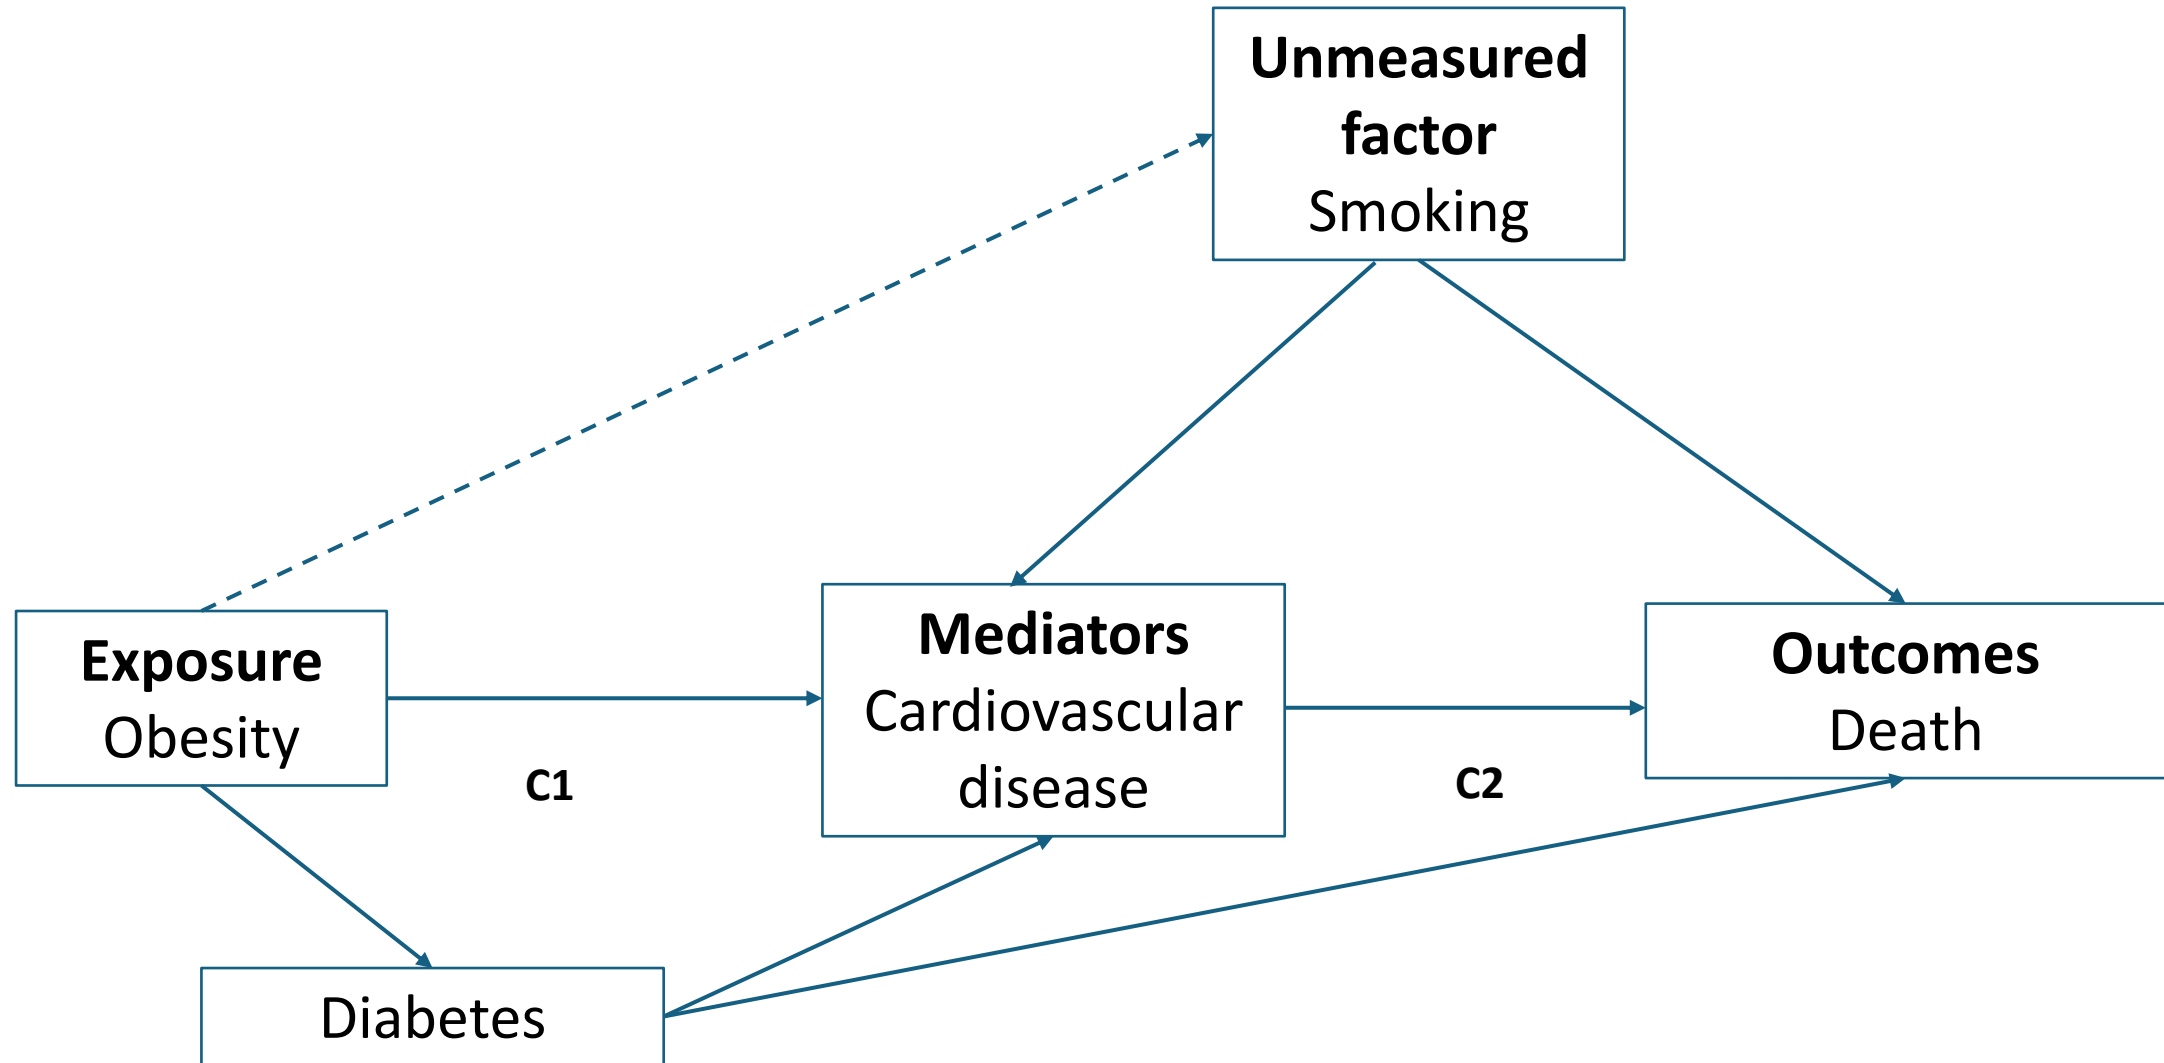 Unmeasured
factor
Smoking
Exposure
Obesity
C1
Mediators
Cardiovascular
disease
C2
Outcomes
Death
Diabetes